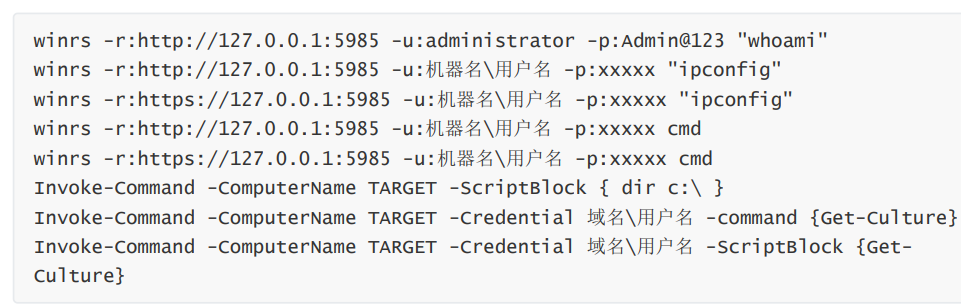 winrs -r:http://127.0.0.1:5985 -u:administrator -p:Admin@123 "whoami"
winrs -r:http://127.0.0.1:5985 -u:机器名\用户名 -p:xxxxx "ipconfig"
winrs -r:https://127.0.0.1:5985 -u:机器名\用户名 -p:xxxxx "ipconfig"
winrs -r:http://127.0.0.1:5985 -u:机器名\用户名 -p:xxxxx cmd
winrs -r:https://127.0.0.1:5985 -u:机器名\用户名 -p:xxxxx cmd
Invoke-Command -ComputerName TARGET -ScriptBlock { dir c:\ }
Invoke-Command -ComputerName TARGET -Credential 域名\用户名 -command {Get-Culture}
Invoke-Command -ComputerName TARGET -Credential 域名\用户名 -ScriptBlock {Get-
Culture}